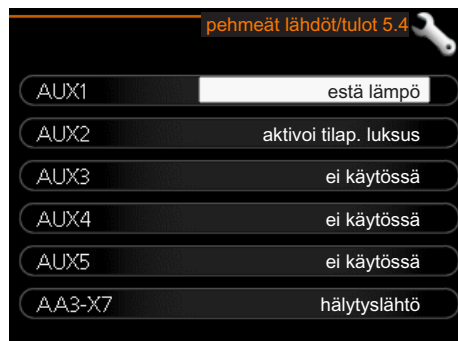 pehmeät lähdöt/tulot 5.4
AUX1 estä lämpö
AUX2 aktivoi tilap. luksus
AUX3 ei käytössä
AUX4 ei käytössä
AUX5 ei käytössä
AA3-X7 hälytyslähtö